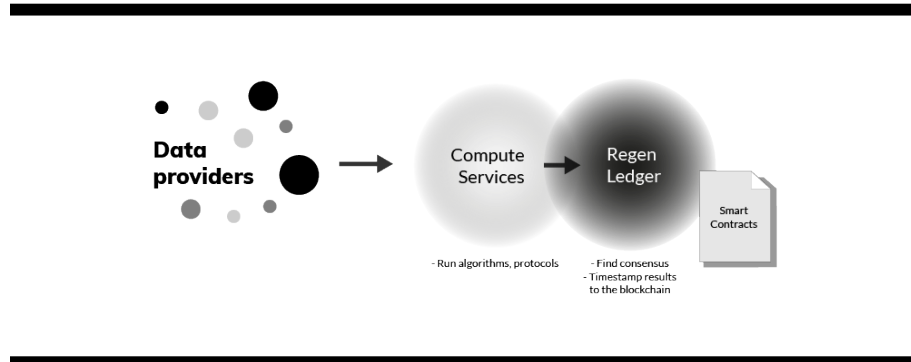 Data
providers
Compute
Services
Regen
Ledger
Smart
Contracts
- Run algorithms, protocols
- Find consensus
- Timestamp results
to the blockchain